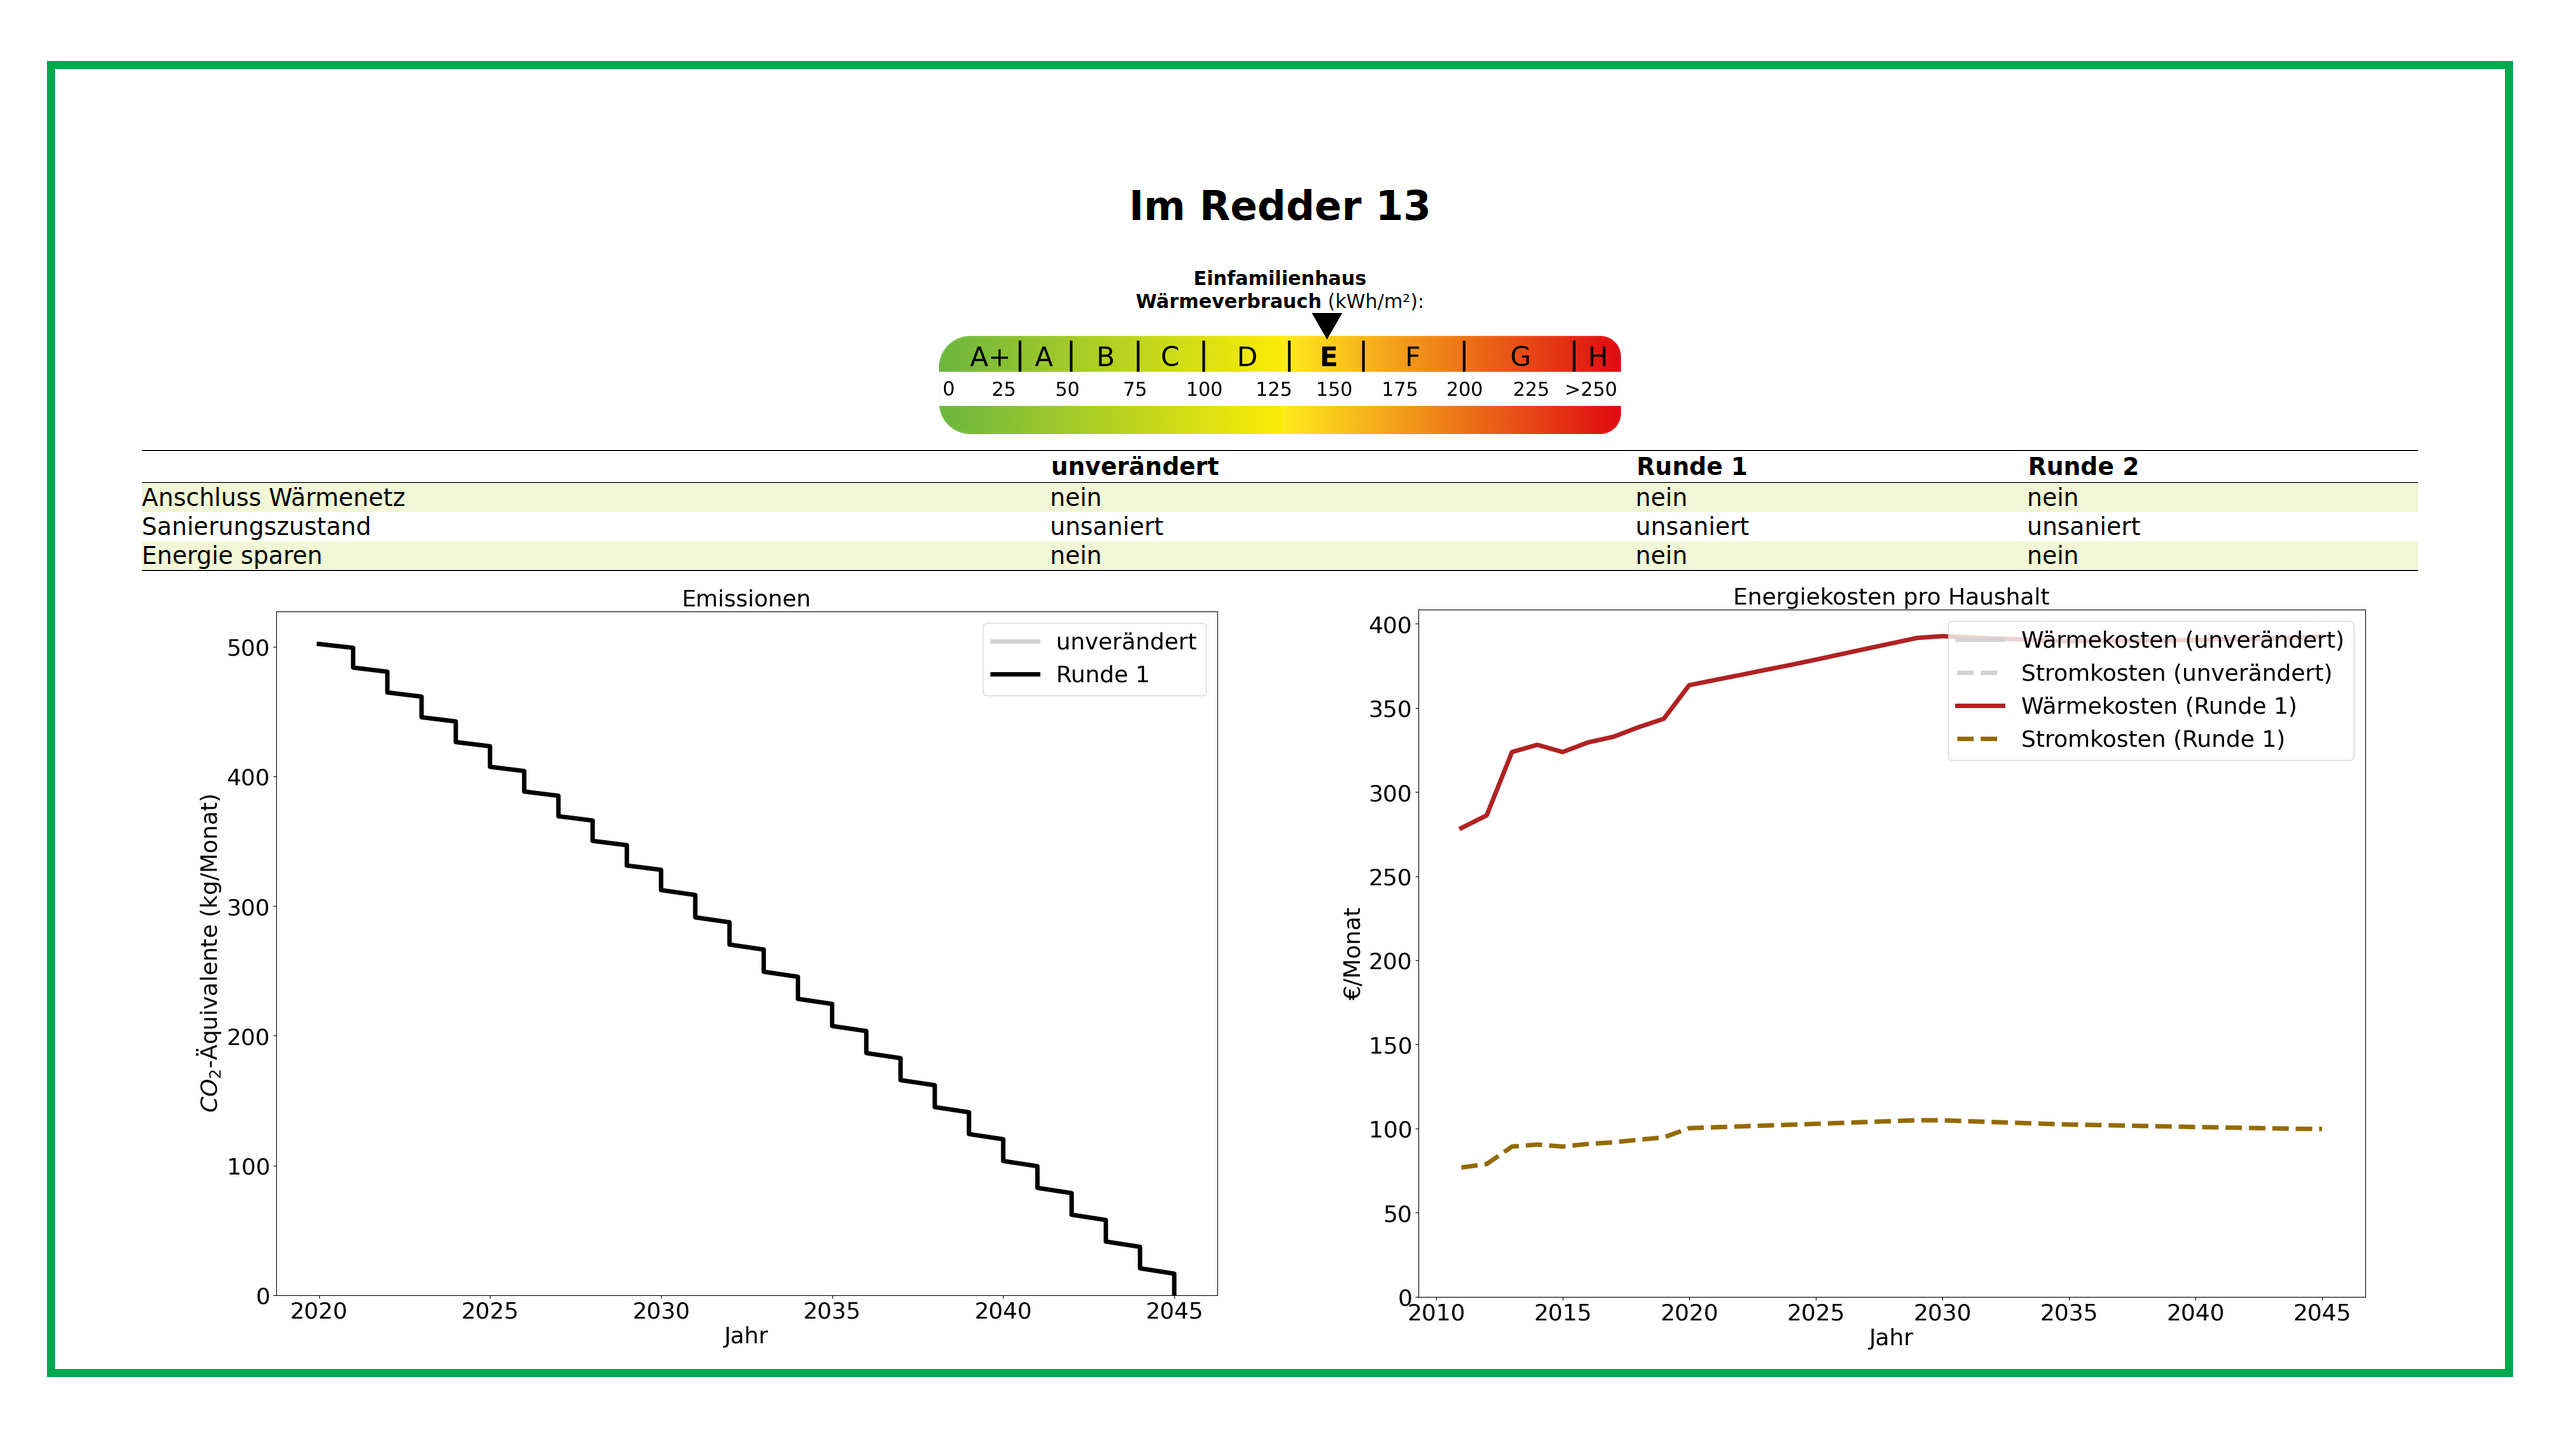 Im Redder 13
Einfamilienhaus
Wärmeverbrauch (kWh/m²):
A+ A B C D E F G H
0 25 50 75 100 125 150 175 200 225 >250
unverändert Runde 1 Runde 2
Anschluss Wärmenetz nein nein nein
Sanierungszustand unsaniert unsaniert unsaniert
Energie sparen nein nein nein
Emissionen
unverändert
Runde 1
500
400
300
200
100
0
CO₂-Äquivalente (kg/Monat)
2020 2025 2030 2035 2040 2045
Jahr
Energiekosten pro Haushalt
Wärmekosten (unverändert)
Stromkosten (unverändert)
Wärmekosten (Runde 1)
Stromkosten (Runde 1)
400
350
300
250
200
150
100
50
0
€/Monat
2010 2015 2020 2025 2030 2035 2040 2045
Jahr